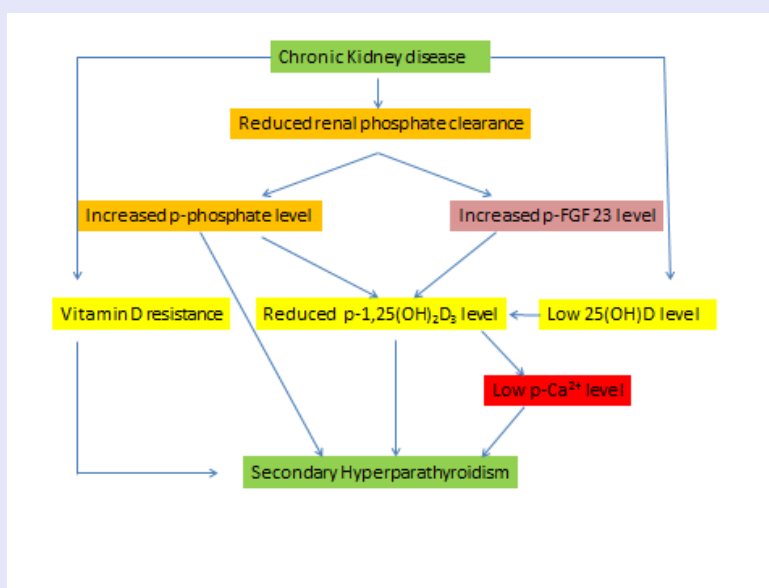 Chronic Kidney disease
Reduced renal phosphate clearance
Increased p-phosphate level
Increased p-FGF 23 level
Vitamin D resistance
Reduced p-1,25(OH)₂D₃ level
Low 25(OH)D level
Low p-Ca²⁺ level
Secondary Hyperparathyroidism